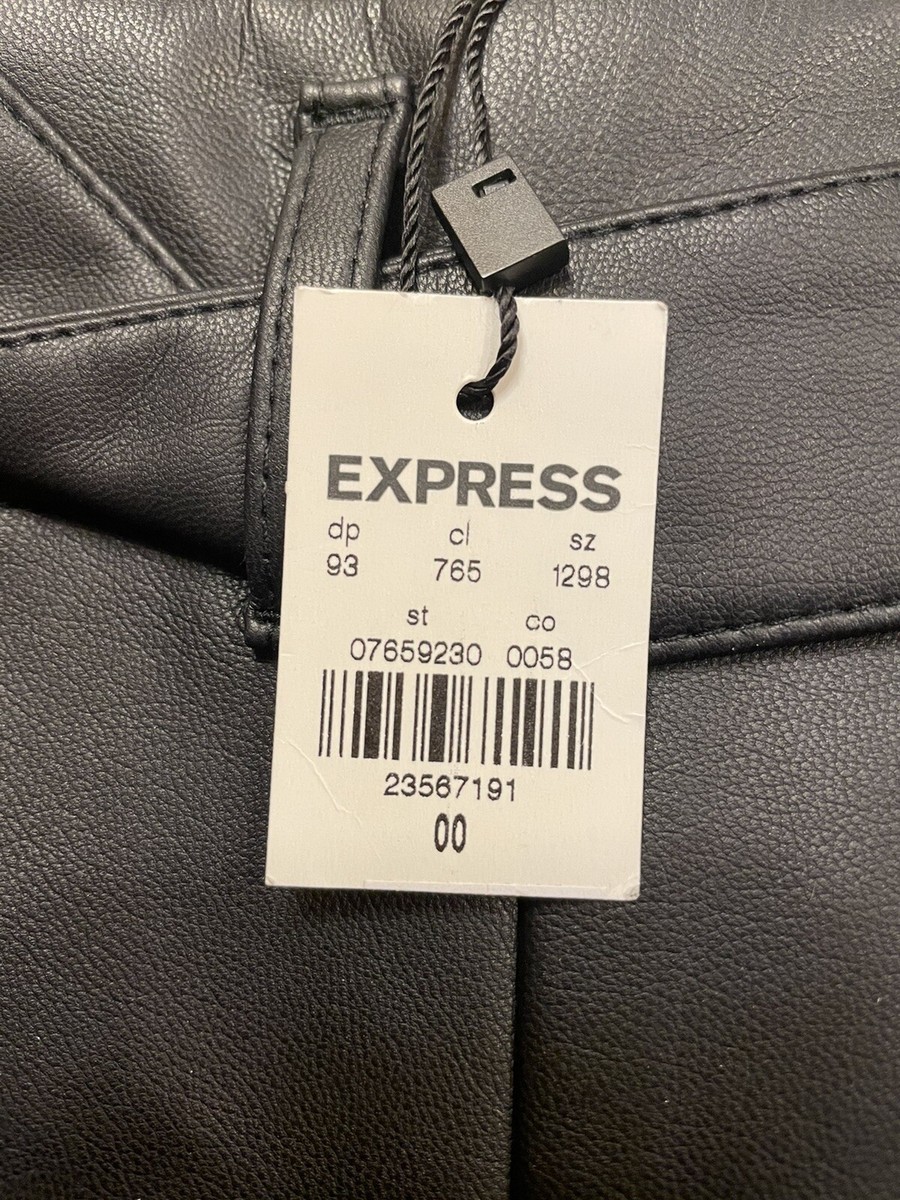 EXPRESS
dp cl sz
93 765 1298
st co
07659230 0058
23567191
00